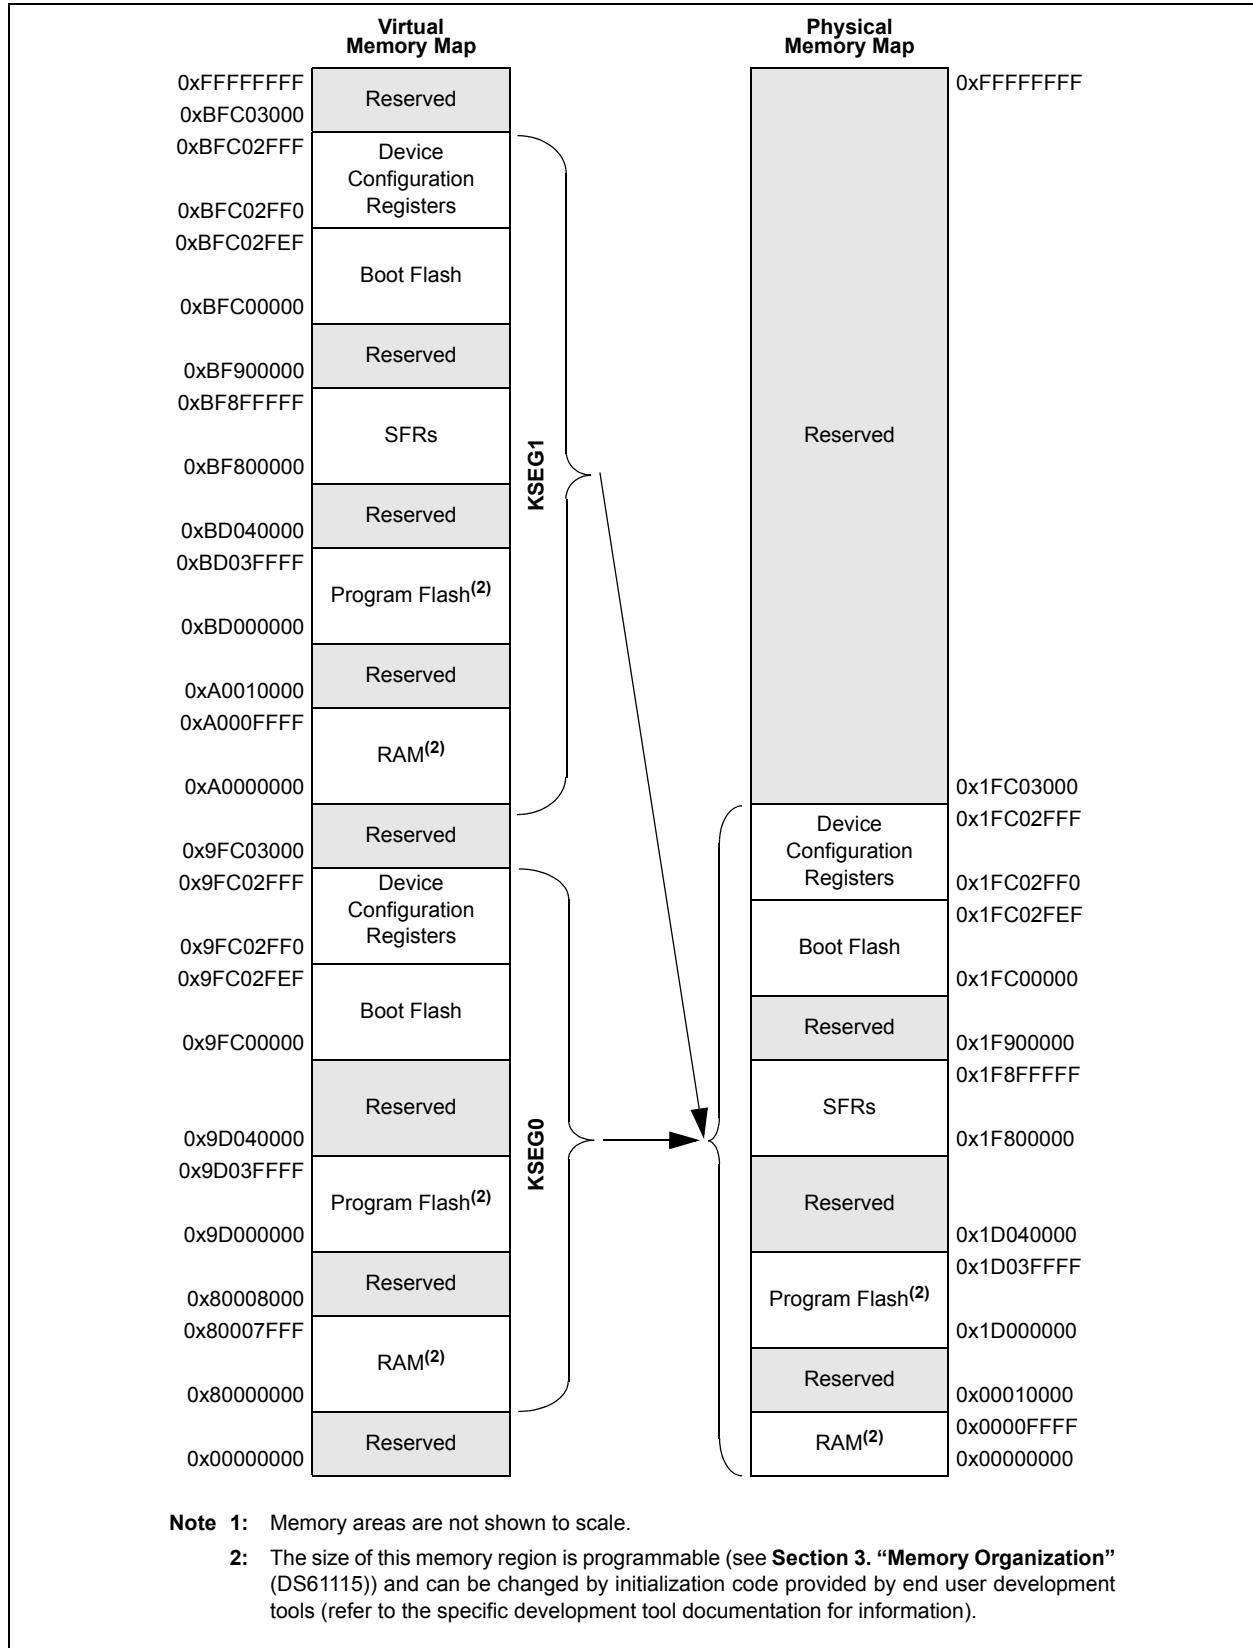 Virtual
Memory Map
0xFFFFFFFF
Reserved
0xBFC03000
0xBFC02FFF
Device
Configuration
Registers
0xBFC02FF0
0xBFC02FEF
Boot Flash
0xBFC00000
Reserved
0xBF900000
0xBF8FFFFF
SFRs
0xBF800000
Reserved
0xBD040000
0xBD03FFFF
Program Flash(2)
0xBD000000
Reserved
0xA0010000
0xA000FFFF
RAM(2)
0xA0000000
KSEG1
Reserved
0x9FC03000
0x9FC02FFF
Device
Configuration
Registers
0x9FC02FF0
0x9FC02FEF
Boot Flash
0x9FC00000
Reserved
0x9D040000
0x9D03FFFF
Program Flash(2)
0x9D000000
Reserved
0x80008000
0x80007FFF
RAM(2)
0x80000000
KSEG0
Reserved
0x00000000
Physical
Memory Map
0xFFFFFFFF
Reserved
0x1FC03000
0x1FC02FFF
Device
Configuration
Registers
0x1FC02FF0
0x1FC02FEF
Boot Flash
0x1FC00000
Reserved
0x1F900000
0x1F8FFFFF
SFRs
0x1F800000
Reserved
0x1D040000
0x1D03FFFF
Program Flash(2)
0x1D000000
Reserved
0x00010000
0x0000FFFF
RAM(2)
0x00000000
Note 1: Memory areas are not shown to scale.
2: The size of this memory region is programmable (see Section 3. “Memory Organization”
(DS61115)) and can be changed by initialization code provided by end user development
tools (refer to the specific development tool documentation for information).